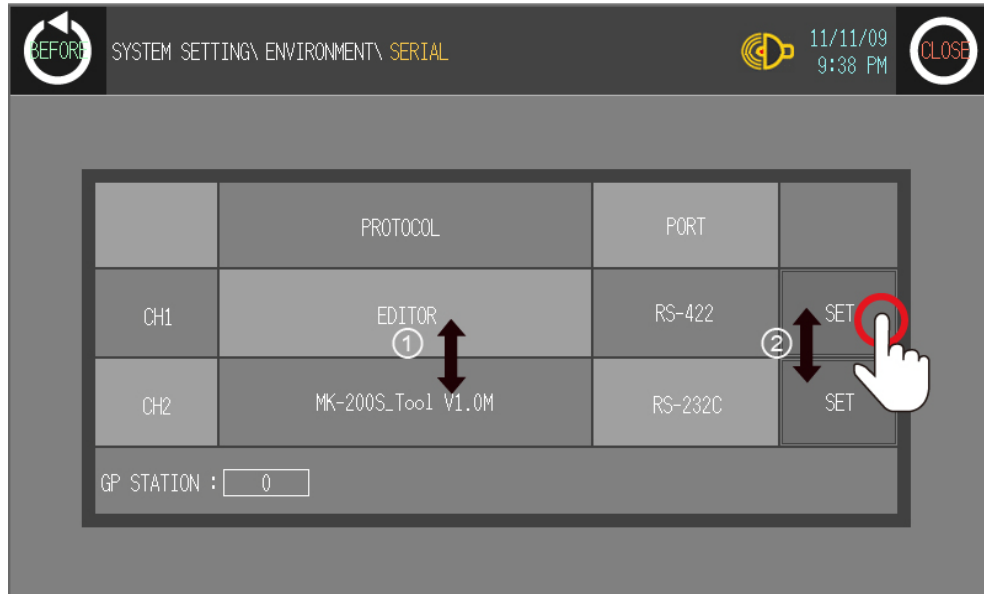 BEFORE SYSTEM SETTING\ ENVIRONMENT\ SERIAL 11/11/09 CLOSE
9:38 PM
PROTOCOL PORT
CH1 EDITOR RS-422 SET
① ②
CH2 MK-200S_Tool V1.0M RS-232C SET
GP STATION : 0